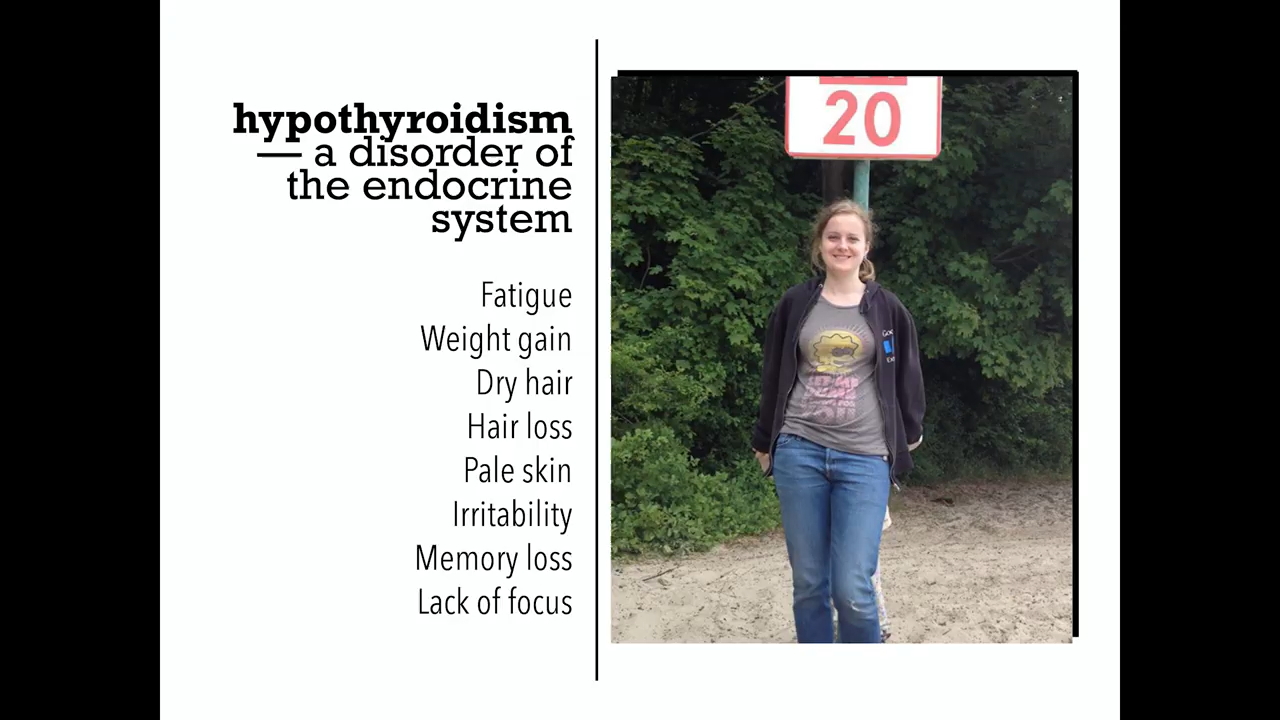 hypothyroidism
— a disorder of
the endocrine
system
Fatigue
Weight gain
Dry hair
Hair loss
Pale skin
Irritability
Memory loss
Lack of focus
20